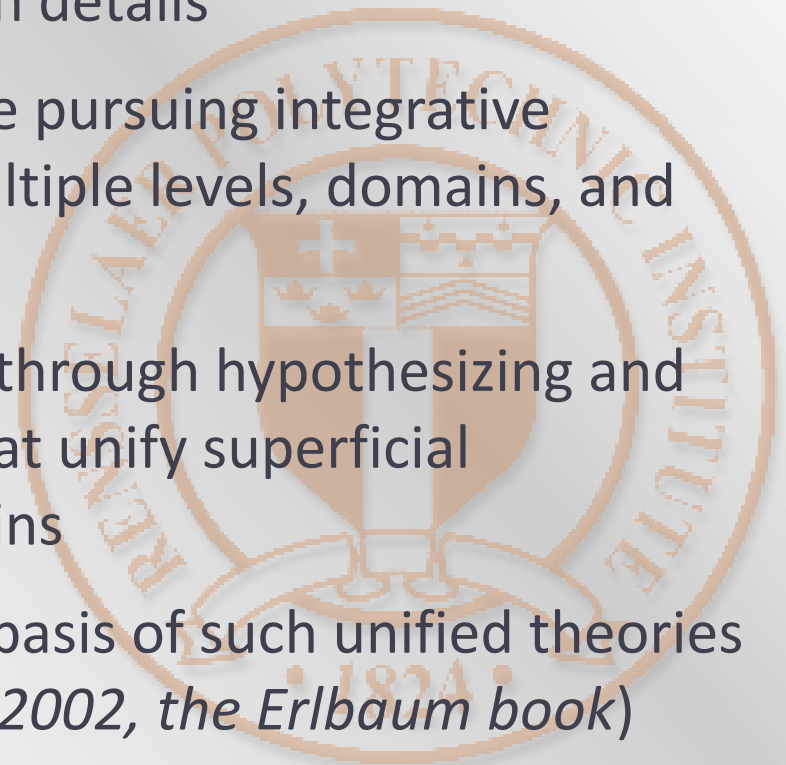 n details
e pursuing integrative
ltiple levels, domains, and
through hypothesizing and
at unify superficial
ins
basis of such unified theories
2002, the Erlbaum book)
RENSSELAER POLYTECHNIC INSTITUTE
• 1824 •